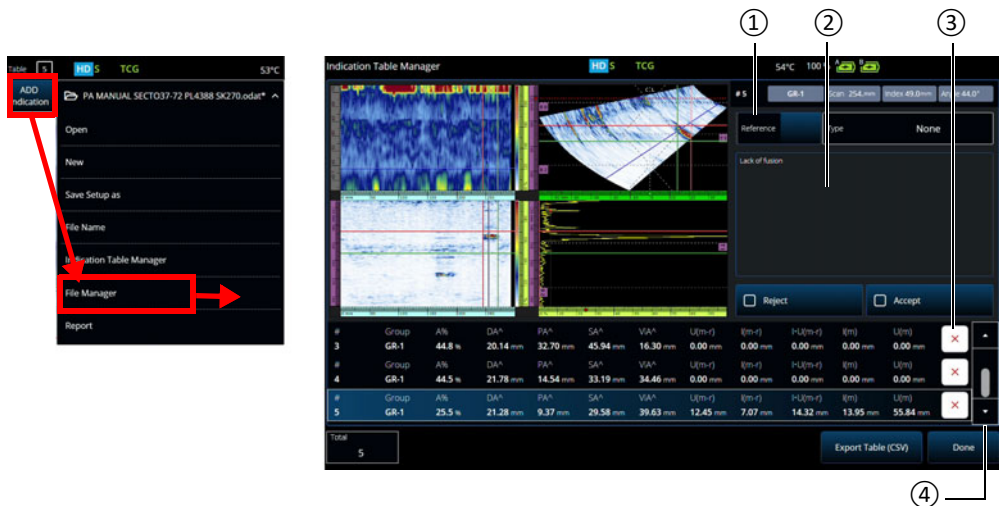 ① ② ③
Table 5 HD S TCG 53°C
ADD
Indication
PA MANUAL SECTO37-72 PL4388 SK270.odat*
Open
New
Save Setup as
File Name
Indication Table Manager
File Manager
Report
Indication Table Manager HD S TCG 54°C 100 % A B
# 5 GR-1 Scan 254.mm Index 49.0mm Angle 44.0°
Reference Type None
Lack of fusion
Reject Accept
# Group A% DA^ PA^ SA^ ViA^ U(m-r) I(m-r) I-U(m-r) I(m) U(m)
3 GR-1 44.8 % 20.14 mm 32.70 mm 45.94 mm 16.30 mm 0.00 mm 0.00 mm 0.00 mm 0.00 mm 0.00 mm
# Group A% DA^ PA^ SA^ ViA^ U(m-r) I(m-r) I-U(m-r) I(m) U(m)
4 GR-1 44.5 % 21.78 mm 14.54 mm 33.19 mm 34.46 mm 0.00 mm 0.00 mm 0.00 mm 0.00 mm 0.00 mm
# Group A% DA^ PA^ SA^ ViA^ U(m-r) I(m-r) I-U(m-r) I(m) U(m)
5 GR-1 25.5 % 21.28 mm 9.37 mm 29.58 mm 39.63 mm 12.45 mm 7.07 mm 14.32 mm 13.95 mm 55.84 mm
Total
5
Export Table (CSV) Done
④